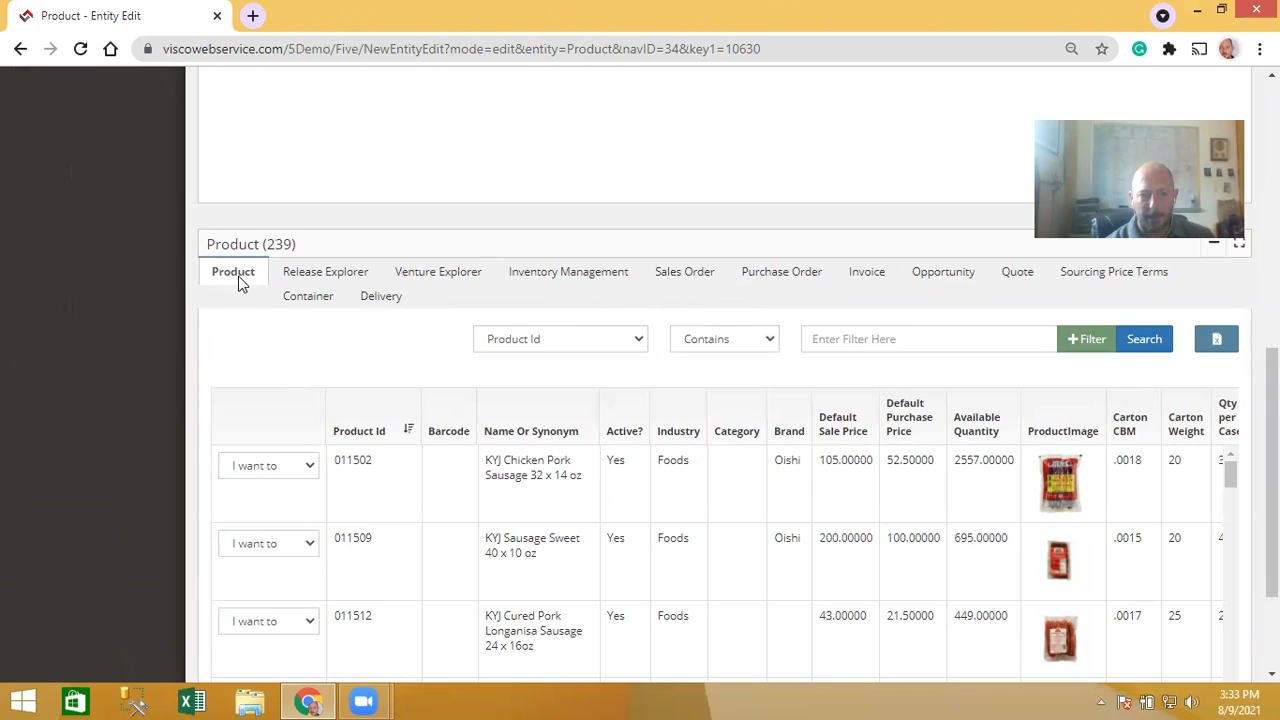 Product - Entity Edit
viscowebservice.com/5Demo/Five/NewEntityEdit?mode=edit&entity=Product&navID=34&key1=10630
Product (239)
Product Release Explorer Venture Explorer Inventory Management Sales Order Purchase Order Invoice Opportunity Quote Sourcing Price Terms
Container Delivery
Product Id Contains Enter Filter Here + Filter Search
Product Id Barcode Name Or Synonym Active? Industry Category Brand Default Sale Price Default Purchase Price Available Quantity ProductImage Carton CBM Carton Weight Qty per Case
I want to 011502 KYJ Chicken Pork Yes Foods Oishi 105.00000 52.50000 2557.00000 .0018 20
Sausage 32 x 14 oz
I want to 011509 KYJ Sausage Sweet Yes Foods Oishi 200.00000 100.00000 695.00000 .0015 20
40 x 10 oz
I want to 011512 KYJ Cured Pork Yes Foods 43.00000 21.50000 449.00000 .0017 25
Longanisa Sausage
24 x 16oz
3:33 PM
8/9/2021